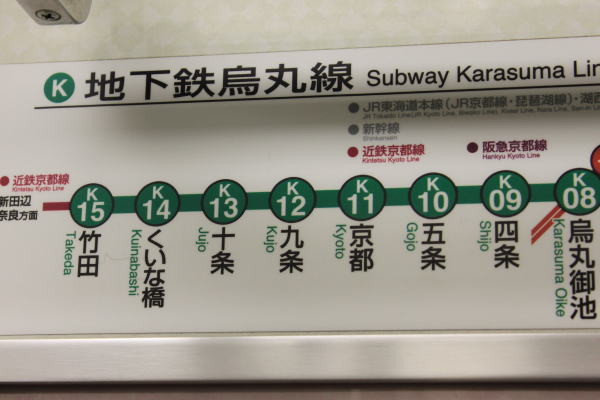 K 地下鉄烏丸線 Subway Karasuma Lin
JR東海道本線(JR京都線・琵琶湖線)・湖西
新幹線
Shinkansen
近鉄京都線
Kintetsu Kyoto Line
阪急京都線
Hankyu Kyoto Line
近鉄京都線
Kintetsu Kyoto Line
新田辺
奈良方面
K 15
竹田
Takeda
K 14
くいな橋
Kuinabashi
K 13
十条
Jujo
K 12
九条
Kujo
K 11
京都
Kyoto
K 10
五条
Gojo
K 09
四条
Shijo
K 08
烏丸御池
Karasuma Oike